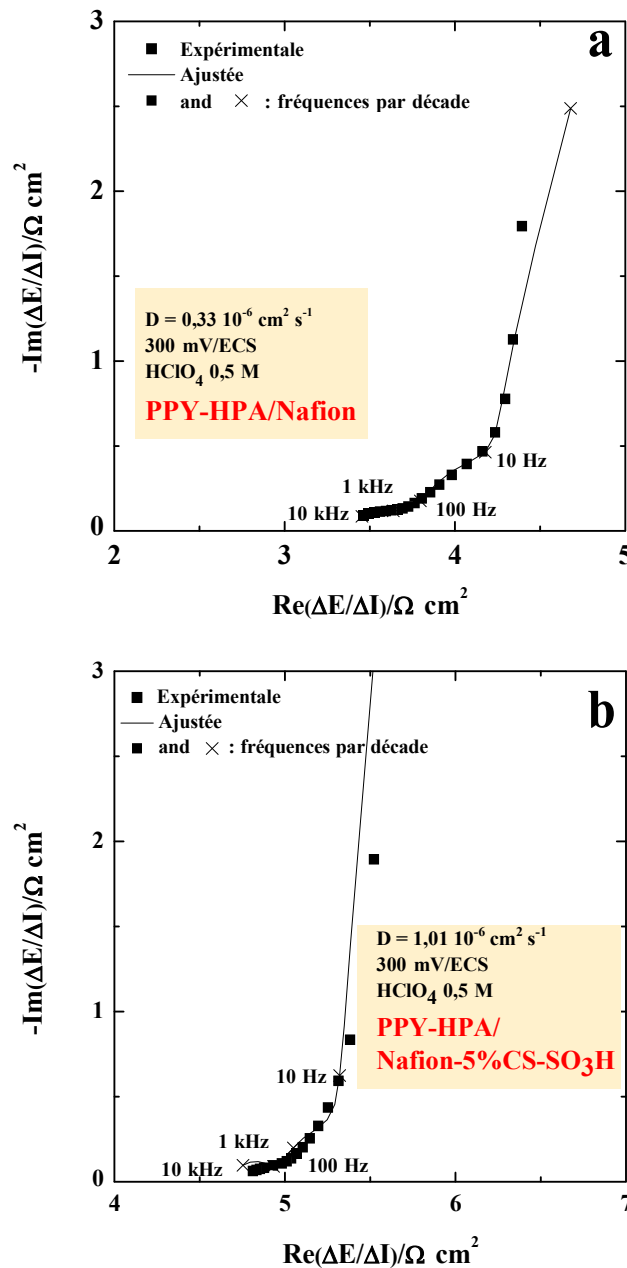 a
3
2
1
0
2
3
4
5
-Im(ΔE/ΔI)/Ω cm²
Re(ΔE/ΔI)/Ω cm²
■ Expérimentale
— Ajustée
■ and × : fréquences par décade
D = 0,33 10⁻⁶ cm² s⁻¹
300 mV/ECS
HClO₄ 0,5 M
PPY-HPA/Nafion
10 Hz
1 kHz
10 kHz
100 Hz
b
3
2
1
0
4
5
6
7
-Im(ΔE/ΔI)/Ω cm²
Re(ΔE/ΔI)/Ω cm²
■ Expérimentale
— Ajustée
■ and × : fréquences par décade
D = 1,01 10⁻⁶ cm² s⁻¹
300 mV/ECS
HClO₄ 0,5 M
PPY-HPA/
Nafion-5%CS-SO₃H
10 Hz
1 kHz
10 kHz
100 Hz